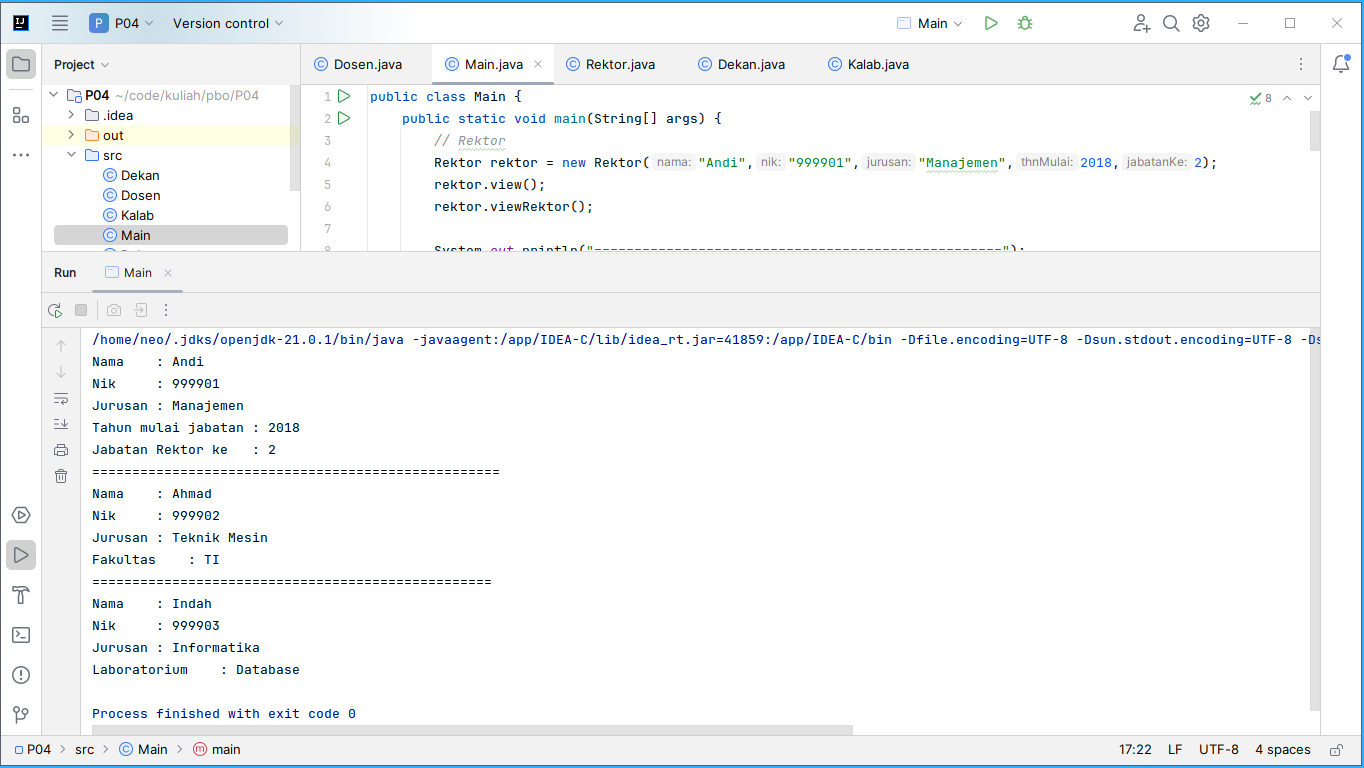 P P04 Version control Main
Project Dosen.java Main.java Rektor.java Dekan.java Kalab.java
P04 ~/code/kuliah/pbo/P04
.idea
out
src
Dekan
Dosen
Kalab
Main
1 public class Main {
2 public static void main(String[] args) {
3 // Rektor
4 Rektor rektor = new Rektor( nama: "Andi", nik: "999901", jurusan: "Manajemen", thnMulai: 2018, jabatanKe: 2);
5 rektor.view();
6 rektor.viewRektor();
7
8 System.out.println("===================================================");
8
Run Main
/home/neo/.jdks/openjdk-21.0.1/bin/java -javaagent:/app/IDEA-C/lib/idea_rt.jar=41859:/app/IDEA-C/bin -Dfile.encoding=UTF-8 -Dsun.stdout.encoding=UTF-8 -Ds
Nama    : Andi
Nik     : 999901
Jurusan : Manajemen
Tahun mulai jabatan : 2018
Jabatan Rektor ke   : 2
===================================================
Nama    : Ahmad
Nik     : 999902
Jurusan : Teknik Mesin
Fakultas    : TI
==================================================
Nama    : Indah
Nik     : 999903
Jurusan : Informatika
Laboratorium    : Database
Process finished with exit code 0
P04 > src > Main > main 17:22 LF UTF-8 4 spaces